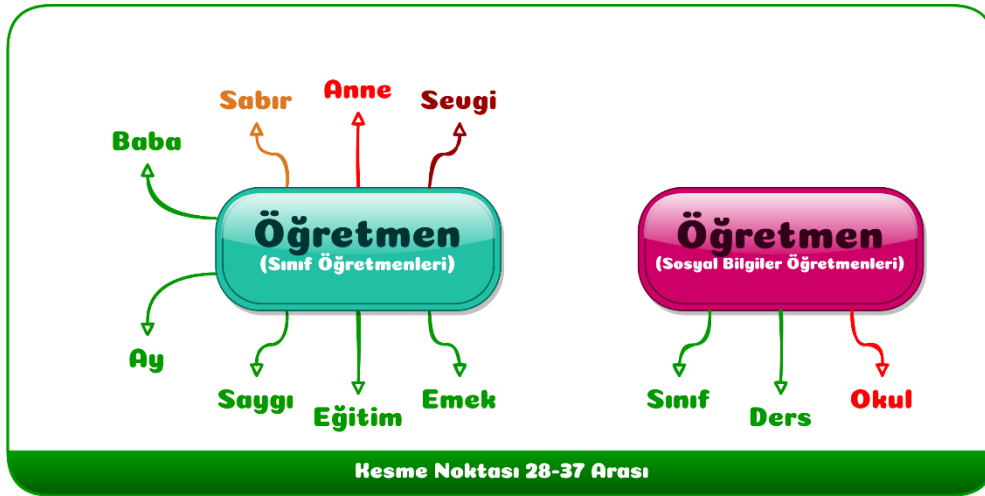 Sabır
Anne
Sevgi
Baba
Öğretmen
(Sınıf Öğretmenleri)
Ay
Saygı
Eğitim
Emek
Öğretmen
(Sosyal Bilgiler Öğretmenleri)
Sınıf
Ders
Okul
Kesme Noktası 28-37 Arası